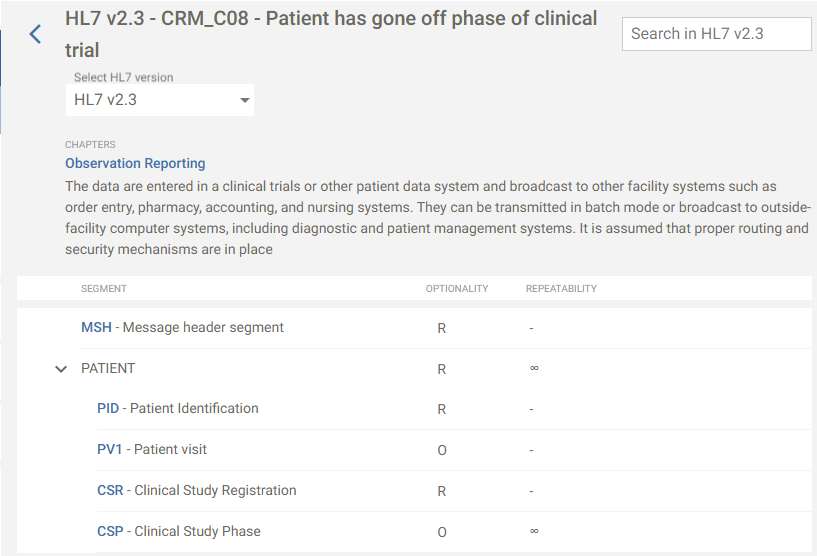 HL7 v2.3 - CRM_C08 - Patient has gone off phase of clinical
trial
Search in HL7 v2.3
Select HL7 version
HL7 v2.3
CHAPTERS
Observation Reporting
The data are entered in a clinical trials or other patient data system and broadcast to other facility systems such as
order entry, pharmacy, accounting, and nursing systems. They can be transmitted in batch mode or broadcast to outside-
facility computer systems, including diagnostic and patient management systems. It is assumed that proper routing and
security mechanisms are in place
SEGMENT OPTIONALITY REPEATABILITY
MSH - Message header segment R -
PATIENT R ∞
PID - Patient Identification R -
PV1 - Patient visit O -
CSR - Clinical Study Registration R -
CSP - Clinical Study Phase O ∞